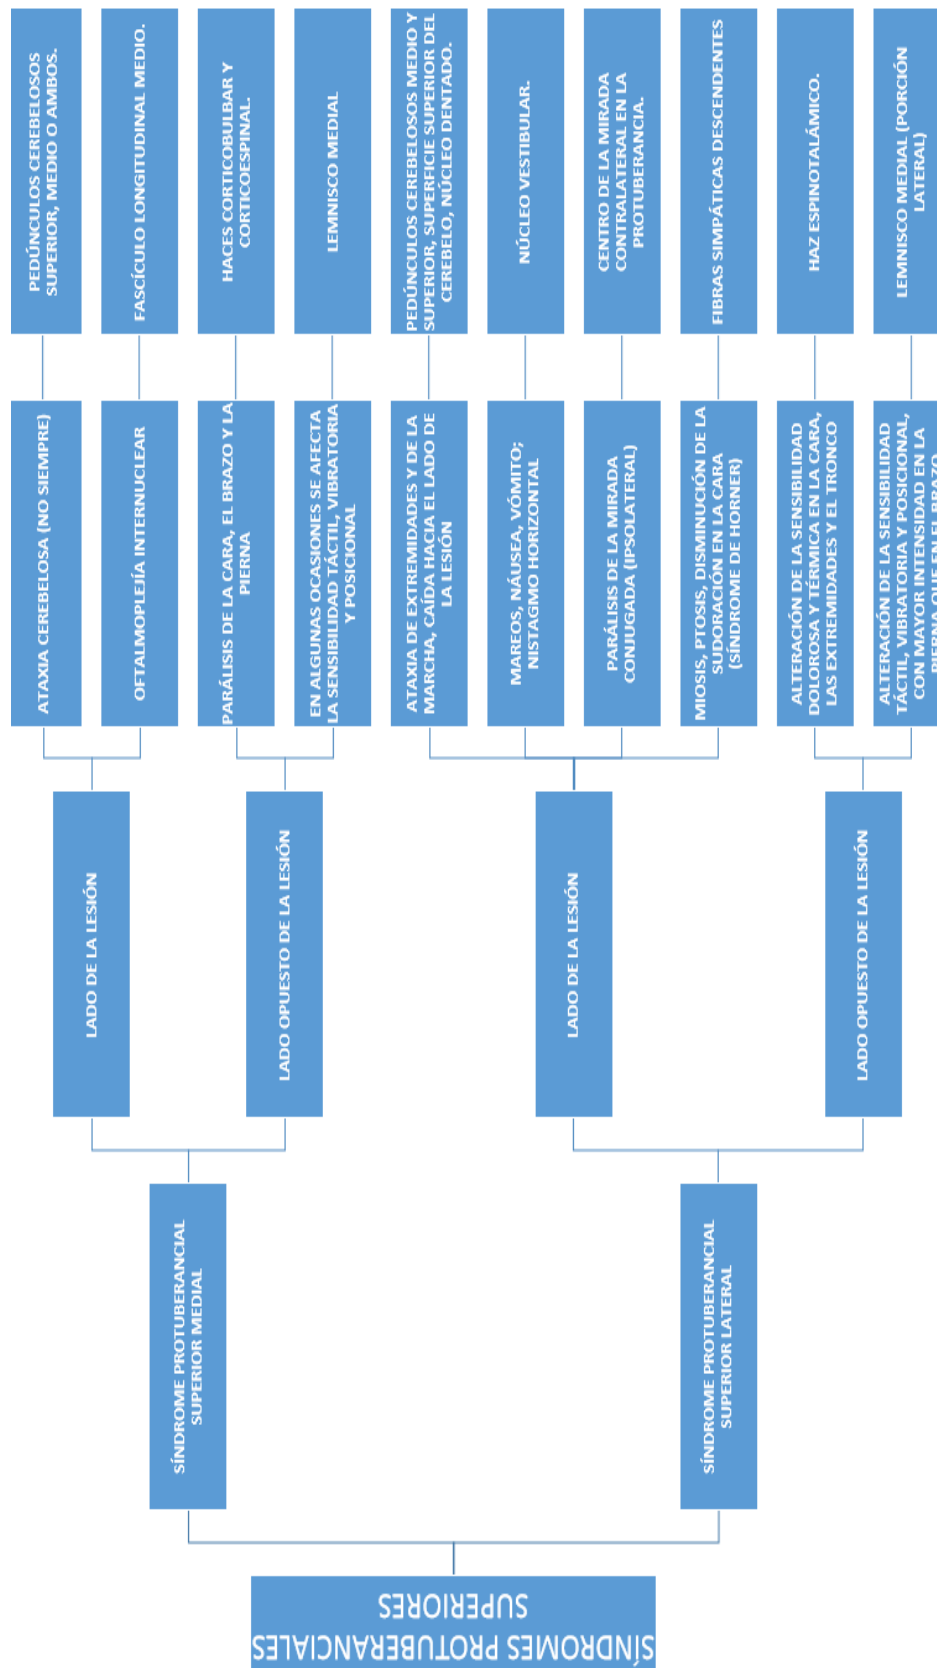 SÍNDROMES PROTUBERANCIALES
SUPERIORES
SÍNDROME PROTUBERANCIAL
SUPERIOR MEDIAL
LADO DE LA LESIÓN
ATAXIA CEREBELOSA (NO SIEMPRE)
PEDÚNCULOS CEREBELOSOS
SUPERIOR, MEDIO O AMBOS.
OFTALMOPLEJÍA INTERNUCLEAR
FASCÍCULO LONGITUDINAL MEDIO.
LADO OPUESTO DE LA LESIÓN
PARÁLISIS DE LA CARA, EL BRAZO Y LA
PIERNA
HACES CORTICOBULBAR Y
CORTICOESPINAL.
EN ALGUNAS OCASIONES SE AFECTA
LA SENSIBILIDAD TÁCTIL, VIBRATORIA
Y POSICIONAL
LEMNISCO MEDIAL
SÍNDROME PROTUBERANCIAL
SUPERIOR LATERAL
LADO DE LA LESIÓN
ATAXIA DE EXTREMIDADES Y DE LA
MARCHA, CAÍDA HACIA EL LADO DE
LA LESIÓN
PEDÚNCULOS CEREBELOSOS MEDIO Y
SUPERIOR, SUPERFICIE SUPERIOR DEL
CEREBELO, NÚCLEO DENTADO.
MAREOS, NÁUSEA, VÓMITO;
NISTAGMO HORIZONTAL
NÚCLEO VESTIBULAR.
PARÁLISIS DE LA MIRADA
CONJUGADA (IPSOLATERAL)
CENTRO DE LA MIRADA
CONTRALATERAL EN LA
PROTUBERANCIA.
MIOSIS, PTOSIS, DISMINUCIÓN DE LA
SUDORACIÓN EN LA CARA
(SÍNDROME DE HORNER)
FIBRAS SIMPÁTICAS DESCENDENTES
LADO OPUESTO DE LA LESIÓN
ALTERACIÓN DE LA SENSIBILIDAD
DOLOROSA Y TÉRMICA EN LA CARA,
LAS EXTREMIDADES Y EL TRONCO
HAZ ESPINOTALÁMICO.
ALTERACIÓN DE LA SENSIBILIDAD
TÁCTIL, VIBRATORIA Y POSICIONAL,
CON MAYOR INTENSIDAD EN LA
PIERNA QUE EN EL BRAZO
LEMNISCO MEDIAL (PORCIÓN
LATERAL)